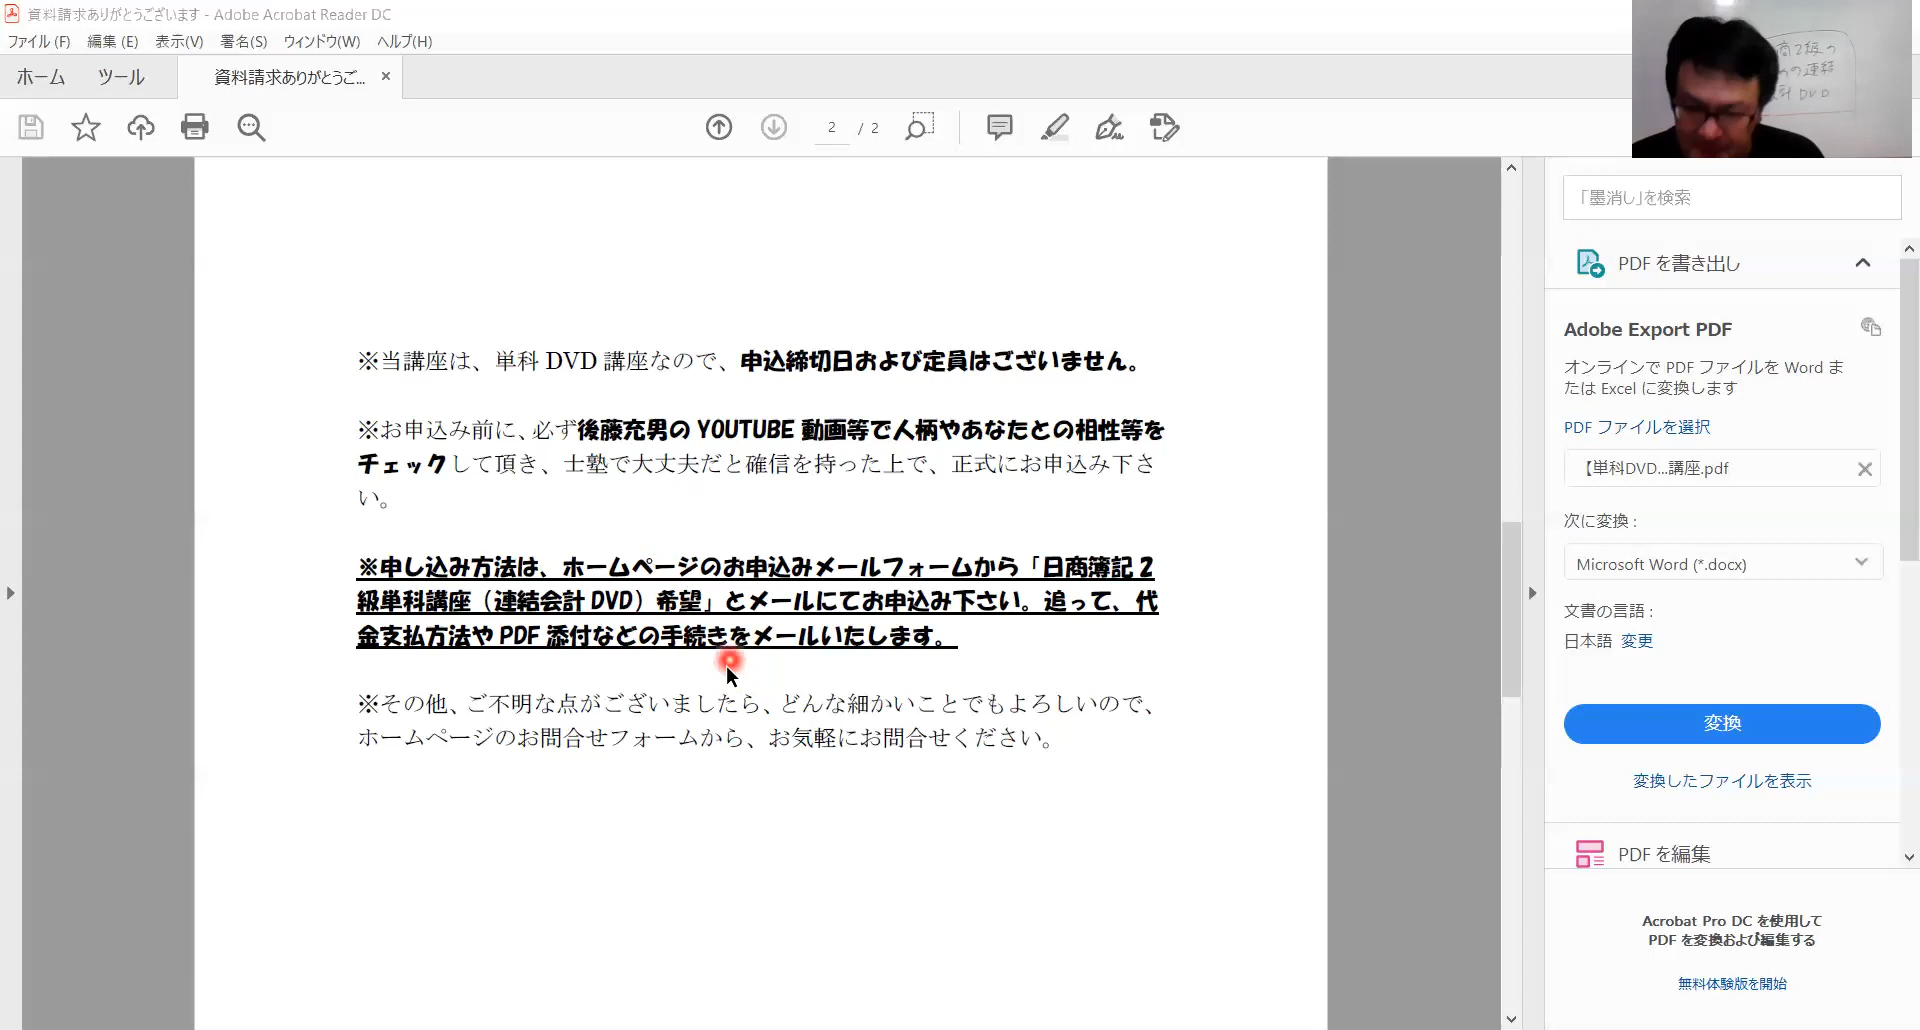 資料請求ありがとうございます - Adobe Acrobat Reader DC
ファイル(F) 編集(E) 表示(V) 署名(S) ウィンドウ(W) ヘルプ(H)
ホーム ツール 資料請求ありがとうご... ×
2 / 2
商2級の
の連結
計DVD
※当講座は、単科 DVD 講座なので、申込締切日および定員はございません。
※お申込み前に、必ず後藤充男の YOUTUBE 動画等で人柄やあなたとの相性等を
チェックして頂き、士塾で大丈夫だと確信を持った上で、正式にお申込み下さ
い。
※申し込み方法は、ホームページのお申込みメールフォームから「日商簿記2
級単科講座（連結会計 DVD）希望」とメールにてお申込み下さい。追って、代
金支払方法や PDF 添付などの手続きをメールいたします。
※その他、ご不明な点がございましたら、どんな細かいことでもよろしいので、
ホームページのお問合せフォームから、お気軽にお問合せください。
「墨消し」を検索
PDF を書き出し
Adobe Export PDF
オンラインで PDF ファイルを Word ま
たは Excel に変換します
PDF ファイルを選択
【単科DVD...講座.pdf
次に変換 :
Microsoft Word (*.docx)
文書の言語 :
日本語 変更
変換
変換したファイルを表示
PDF を編集
Acrobat Pro DC を使用して
PDF を変換および編集する
無料体験版を開始